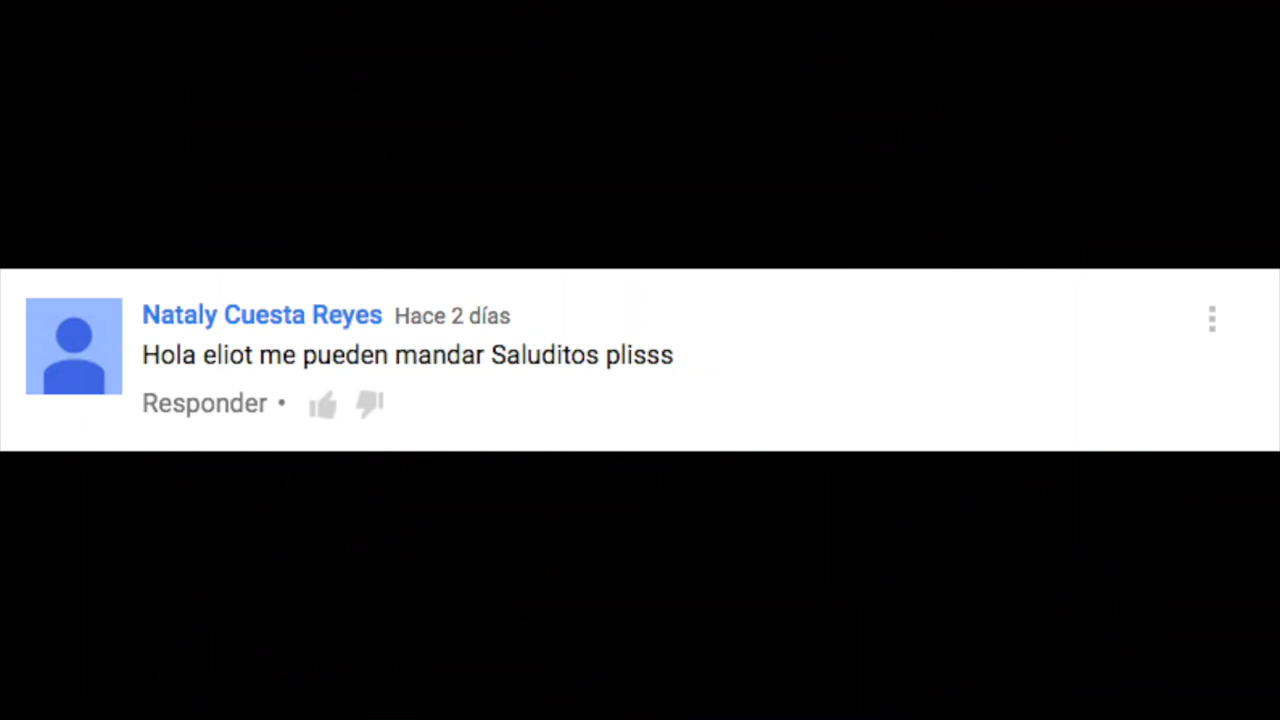 Nataly Cuesta Reyes Hace 2 días
Hola eliot me pueden mandar Saluditos plisss
Responder •